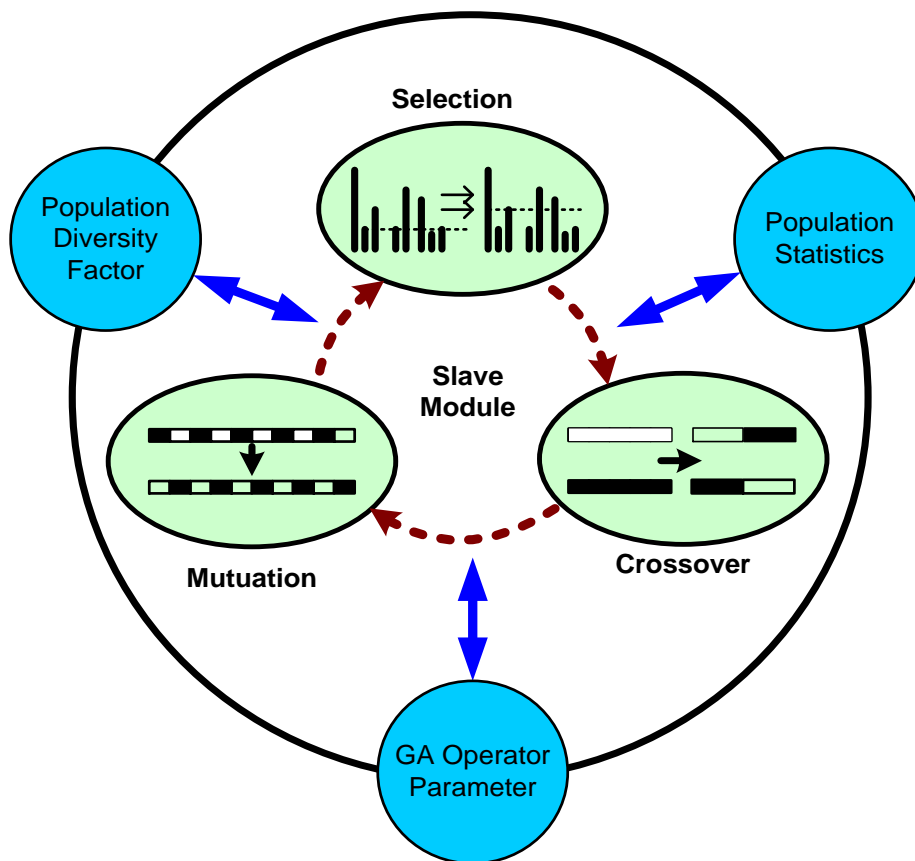 Selection
Population
Diversity
Factor
Population
Statistics
Slave
Module
Mutuation
Crossover
GA Operator
Parameter